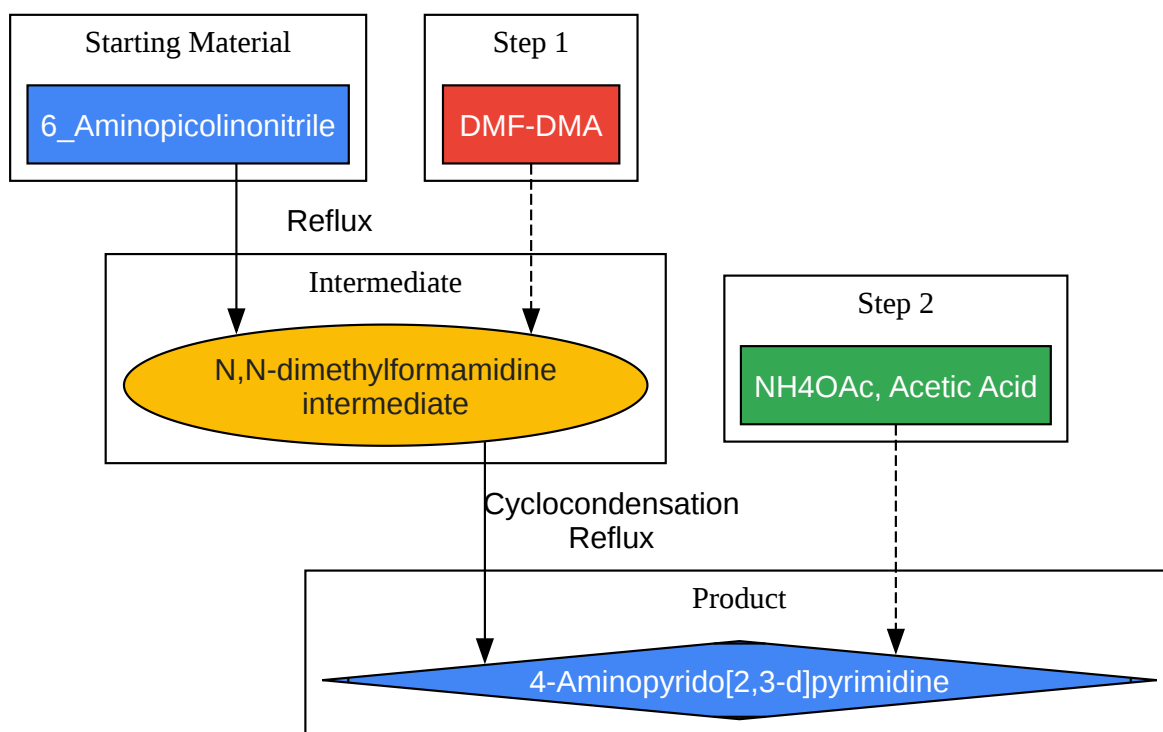 Starting Material
6_Aminopicolinonitrile
Step 1
DMF-DMA
Reflux
Intermediate
N,N-dimethylformamidine
intermediate
Step 2
NH4OAc, Acetic Acid
Cyclocondensation
Reflux
Product
4-Aminopyrido[2,3-d]pyrimidine